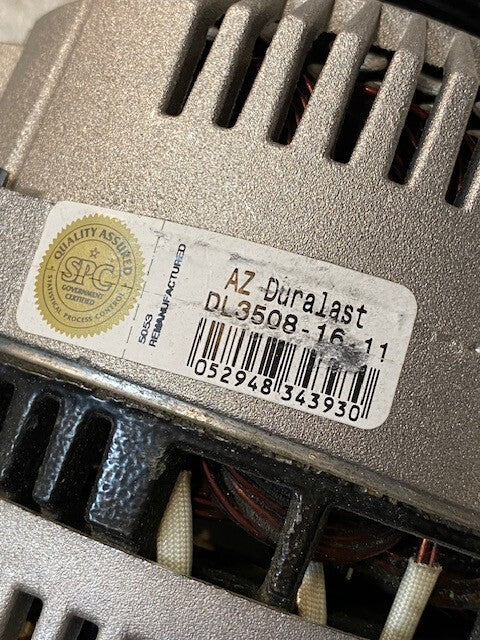 QUALITY ASSURED
SPC
GOVERNMENT
CERTIFIED
STATISTICAL PROCESS CONTROL
5053
REMANUFACTURED
AZ Duralast
DL3508-16-11
052948 343930